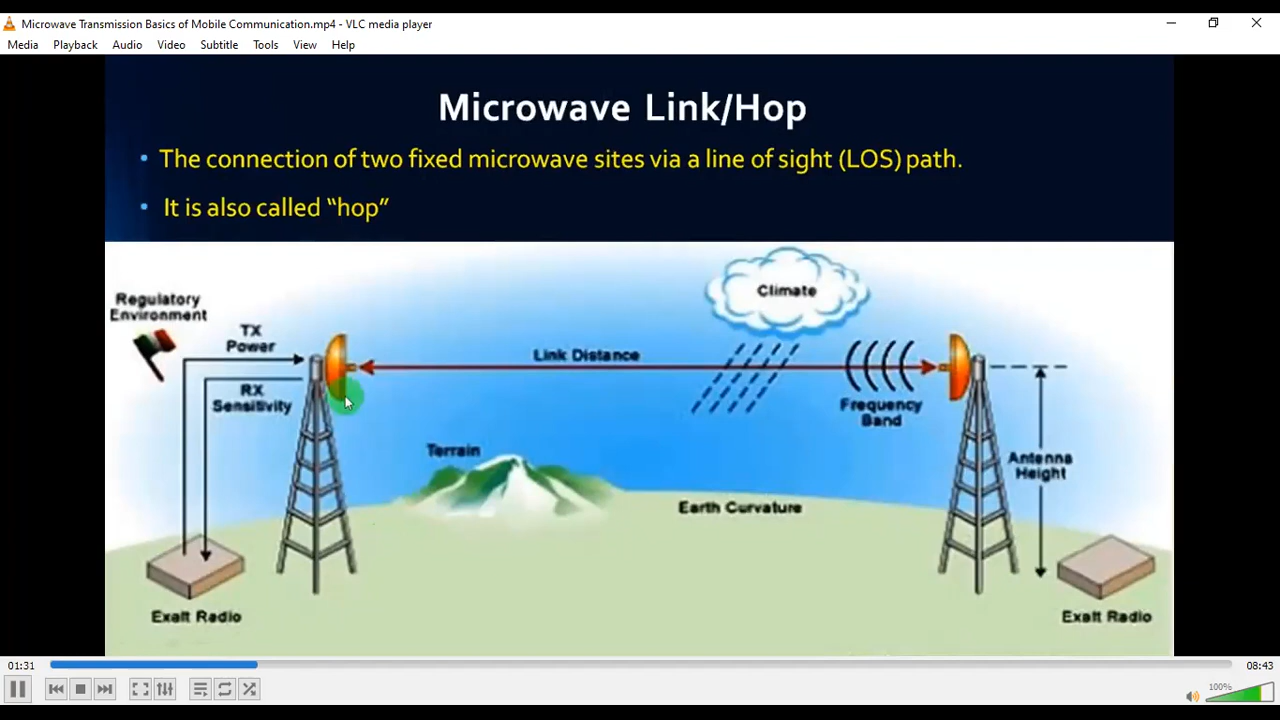 Microwave Transmission Basics of Mobile Communication.mp4 - VLC media player
Media Playback Audio Video Subtitle Tools View Help
Microwave Link/Hop
• The connection of two fixed microwave sites via a line of sight (LOS) path.
• It is also called “hop”
Climate
Regulatory
Environment
TX
Power
Link Distance
RX
Sensitivity
Frequency
Band
Terrain
Antenna
Height
Earth Curvature
Exalt Radio
Exalt Radio
01:31
08:43
100%